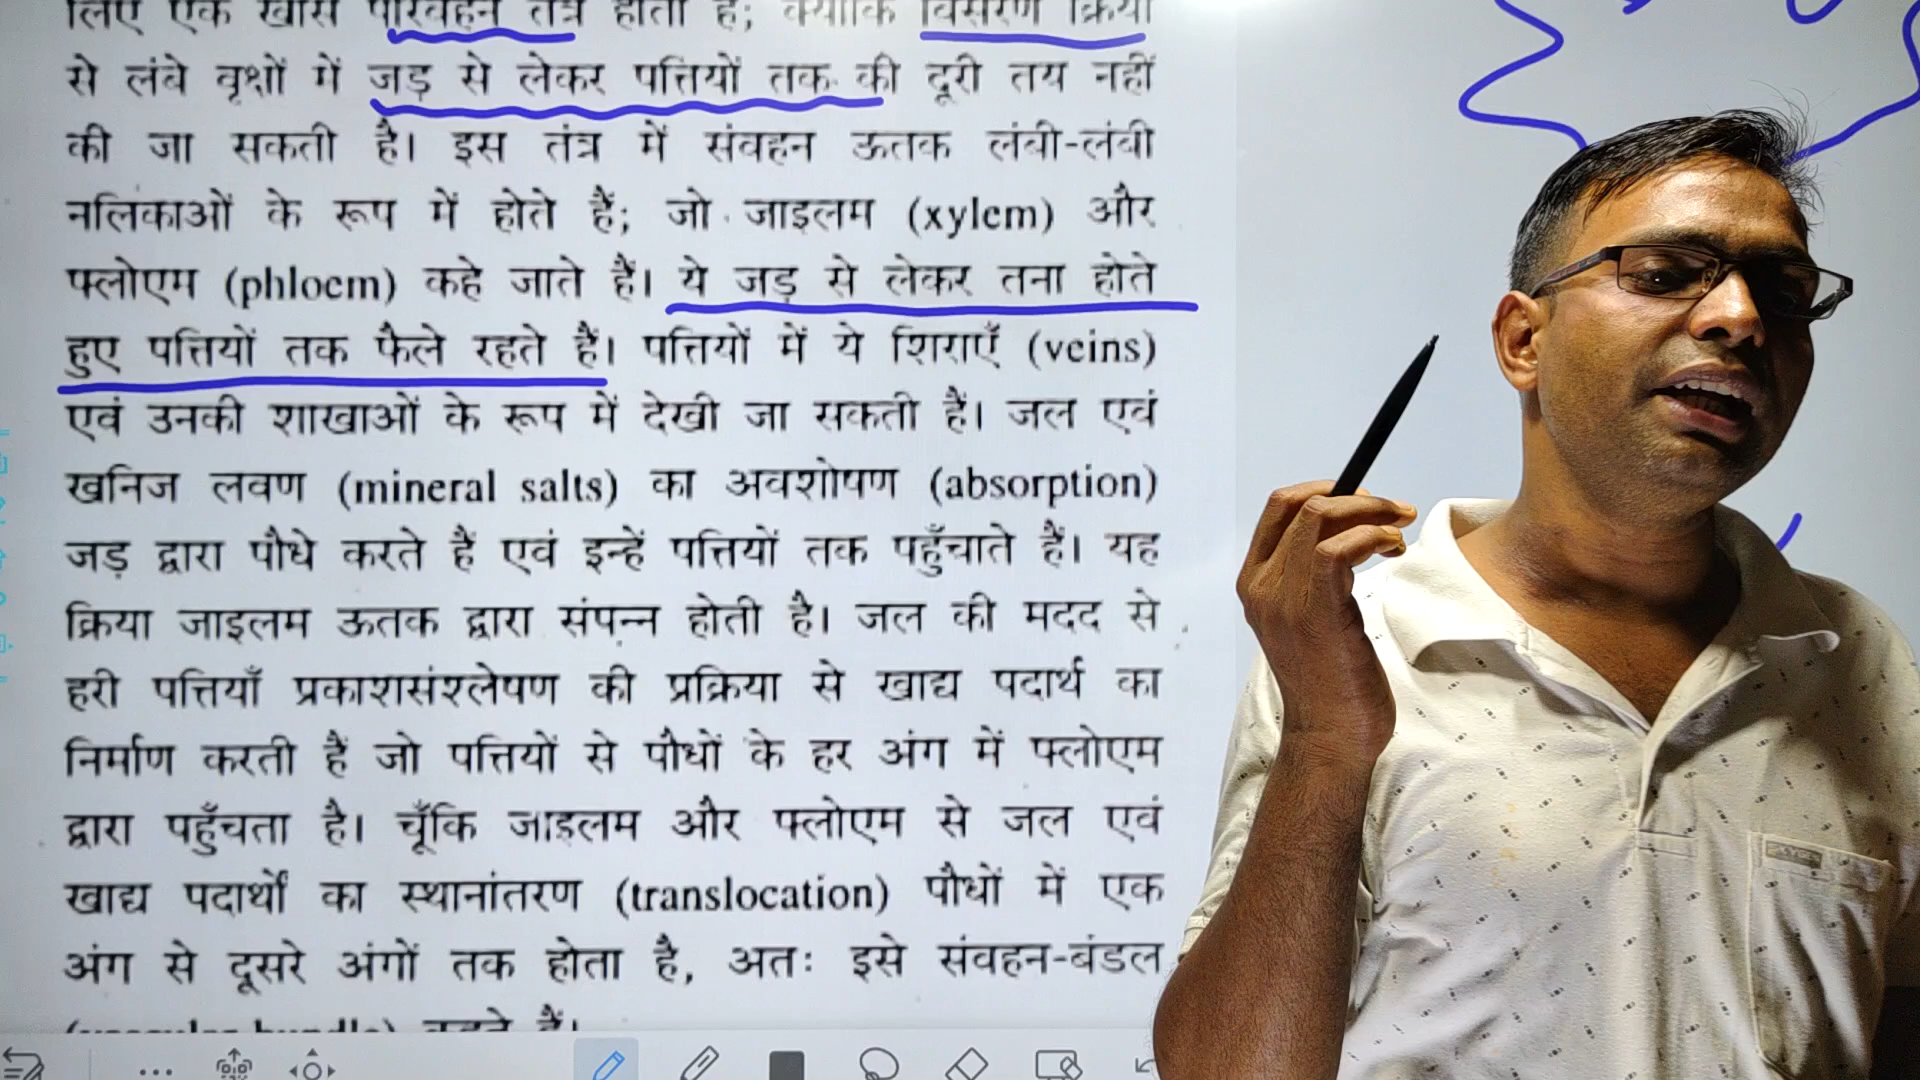 लिए एक खास परिवहन तंत्र होता है; क्योंकि विसरण क्रिया
से लंबे वृक्षों में जड़ से लेकर पत्तियों तक की दूरी तय नहीं
की जा सकती है। इस तंत्र में संवहन ऊतक लंबी-लंबी
नलिकाओं के रूप में होते हैं; जो जाइलम (xylem) और
फ्लोएम (phloem) कहे जाते हैं। ये जड़ से लेकर तना होते
हुए पत्तियों तक फैले रहते हैं। पत्तियों में ये शिराएँ (veins)
एवं उनकी शाखाओं के रूप में देखी जा सकती हैं। जल एवं
खनिज लवण (mineral salts) का अवशोषण (absorption)
जड़ द्वारा पौधे करते हैं एवं इन्हें पत्तियों तक पहुँचाते हैं। यह
क्रिया जाइलम ऊतक द्वारा संपन्न होती है। जल की मदद से
हरी पत्तियाँ प्रकाशसंश्लेषण की प्रक्रिया से खाद्य पदार्थ का
निर्माण करती हैं जो पत्तियों से पौधों के हर अंग में फ्लोएम
द्वारा पहुँचता है। चूँकि जाइलम और फ्लोएम से जल एवं
खाद्य पदार्थों का स्थानांतरण (translocation) पौधों में एक
अंग से दूसरे अंगों तक होता है, अतः इसे संवहन-बंडल
(vascular bundle) कहते हैं।